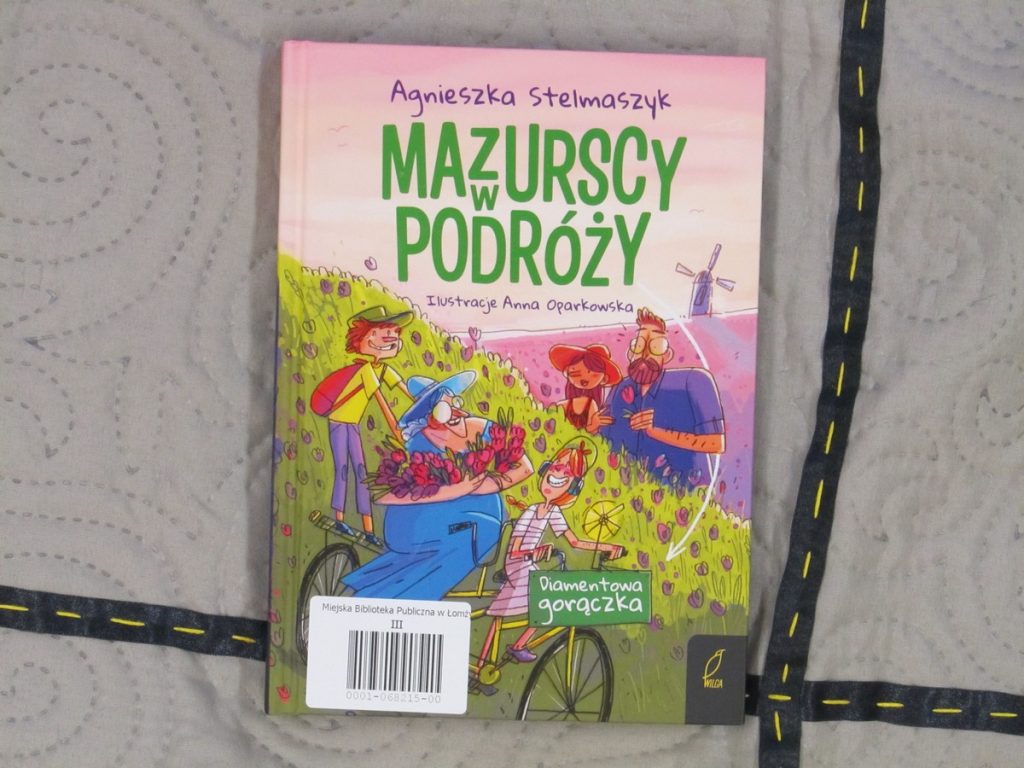 Agnieszka Stelmaszyk
MAZURSCY
W
PODRÓŻY
Ilustracje Anna Oparkowska
Diamentowa
gorączka
Miejska Biblioteka Publiczna w Łomż
III
0001-068215-00
WILGA